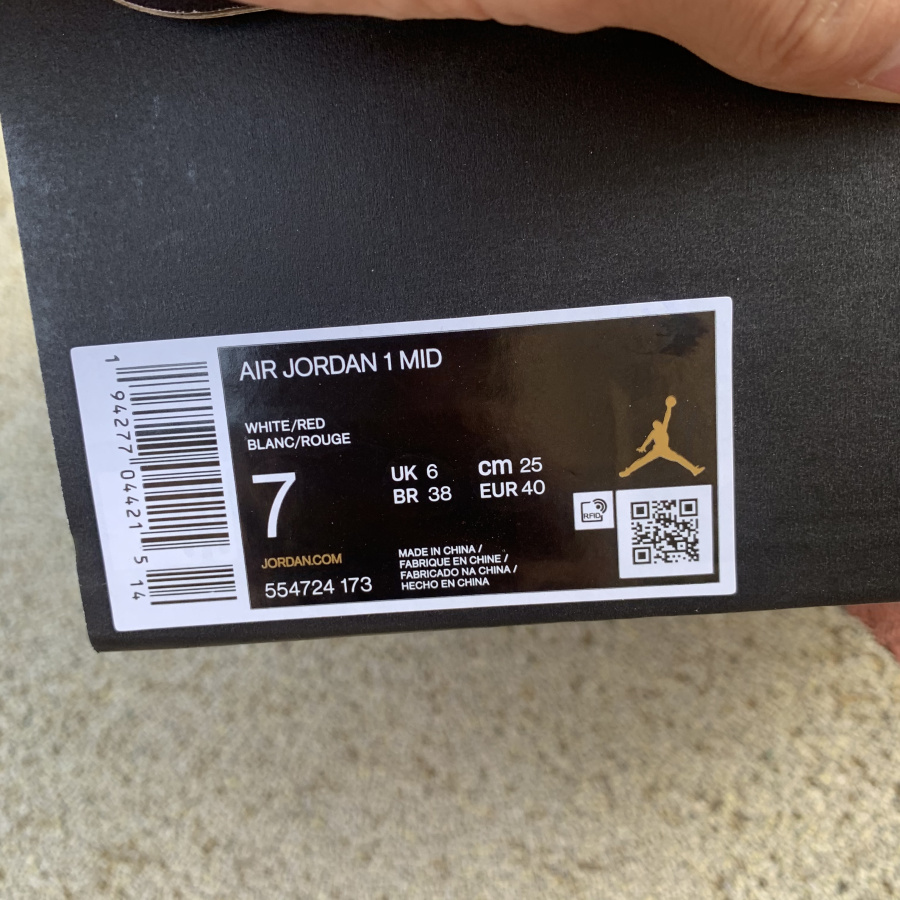 AIR JORDAN 1 MID
WHITE/RED
BLANC/ROUGE
7
UK 6 cm 25
BR 38 EUR 40
RFID
JORDAN.COM
554724 173
MADE IN CHINA /
FABRIQUE EN CHINE /
FABRICADO NA CHINA /
HECHO EN CHINA
1 94277 04421 5 14